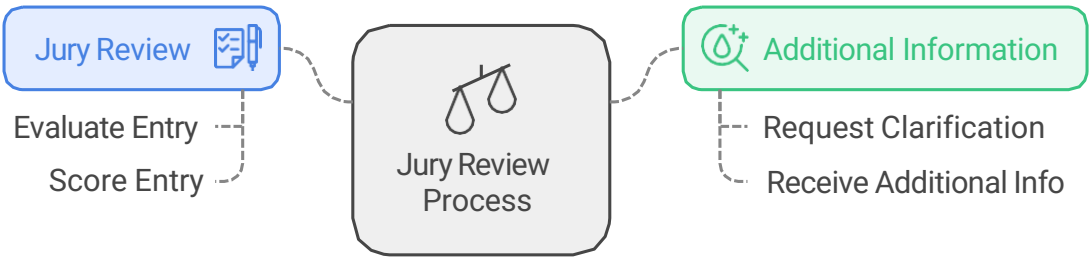 Jury Review
Evaluate Entry
Score Entry
Jury Review
Process
Additional Information
Request Clarification
Receive Additional Info